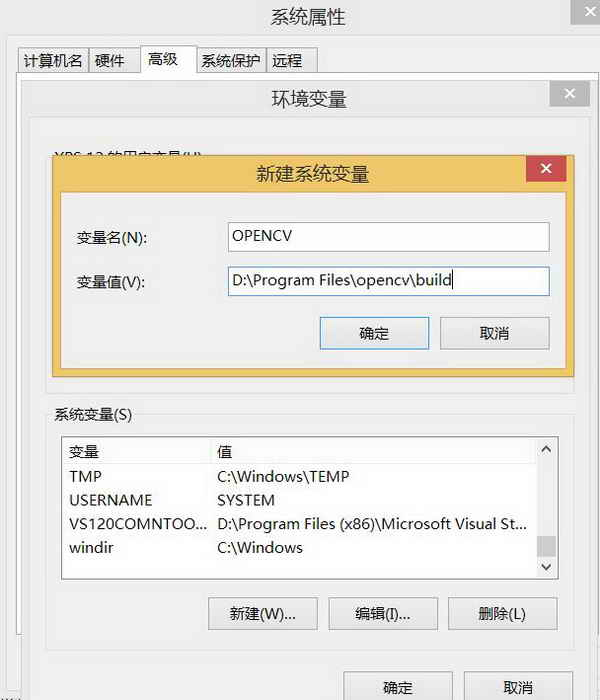 系统属性
计算机名 硬件 高级 系统保护 远程
环境变量
新建系统变量
变量名(N): OPENCV
变量值(V): D:\Program Files\opencv\build
确定 取消
系统变量(S)
变量 值
TMP C:\Windows\TEMP
USERNAME SYSTEM
VS120COMNTOO... D:\Program Files (x86)\Microsoft Visual St...
windir C:\Windows
新建(W)... 编辑(I)... 删除(L)
确定 取消